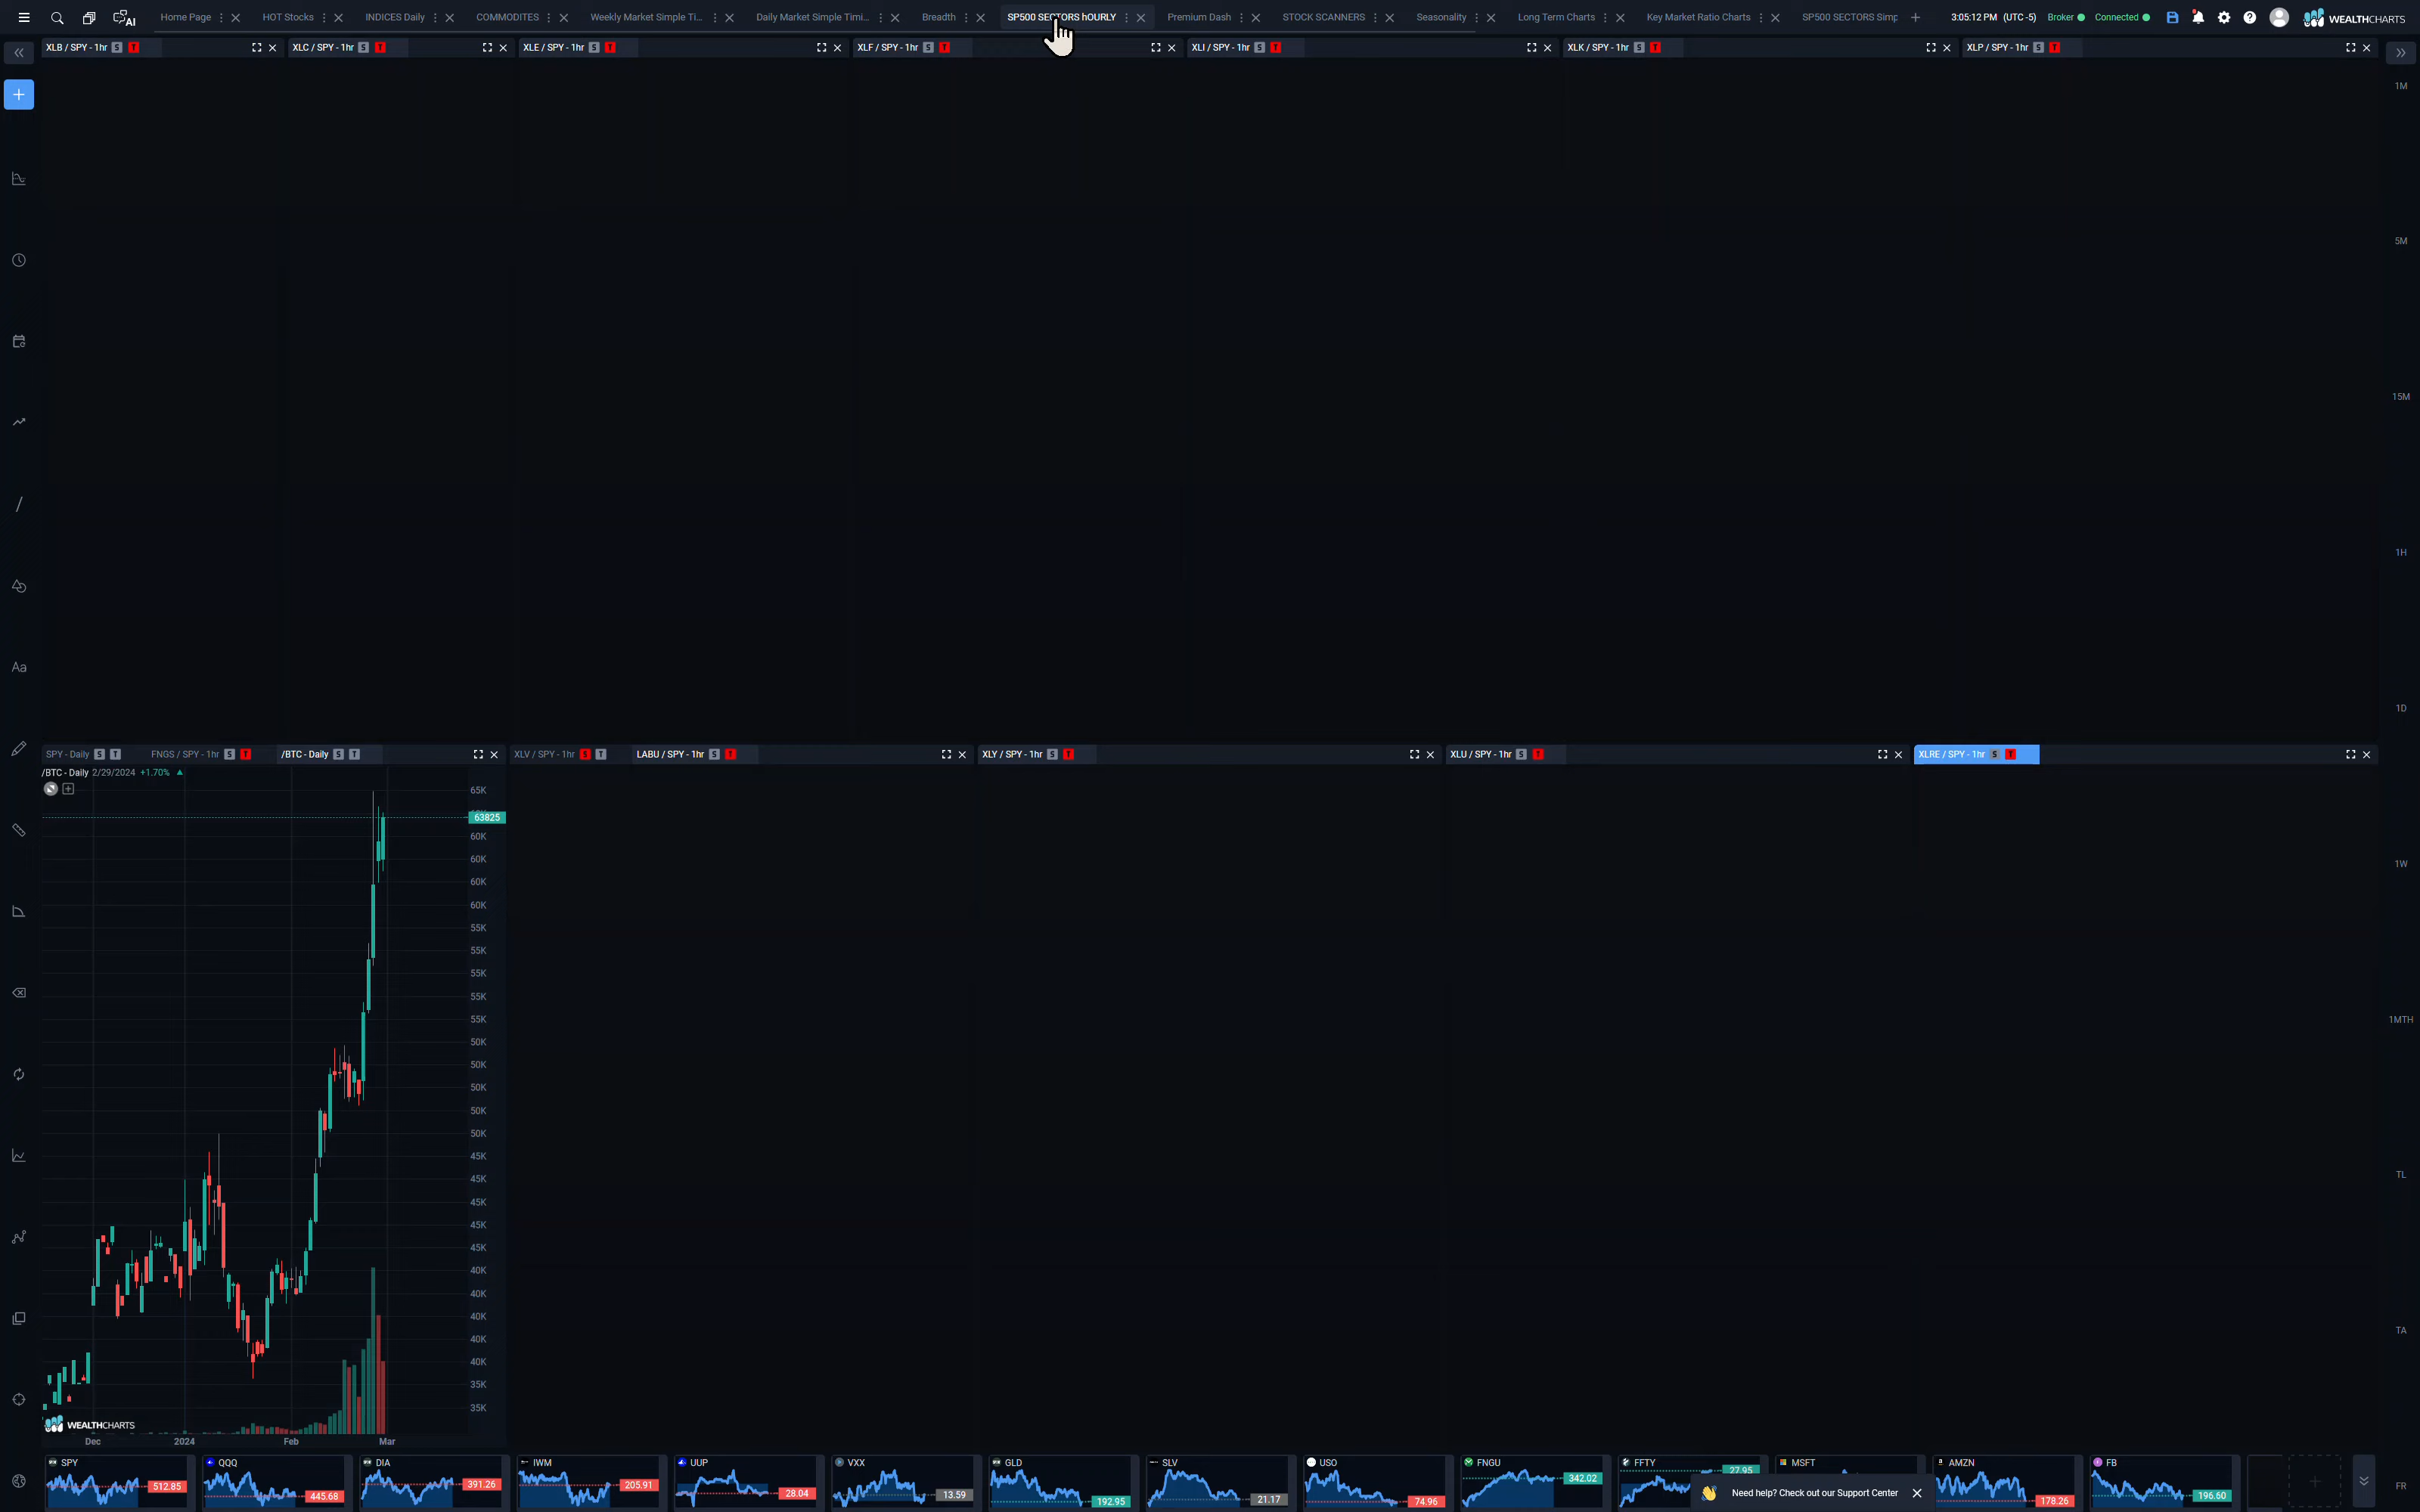 AI Home Page HOT Stocks INDICES Daily COMMODITES Weekly Market Simple Ti... Daily Market Simple Timi... Breadth SP500 SECTORS hOURLY Premium Dash STOCK SCANNERS Seasonality Long Term Charts Key Market Ratio Charts SP500 SECTORS Simp 3:05:12 PM (UTC -5) Broker Connected WEALTHCHARTS
XLB / SPY - 1hr S T XLC / SPY - 1hr S T XLE / SPY - 1hr S T XLF / SPY - 1hr S T XLI / SPY - 1hr S T XLK / SPY - 1hr S T XLP / SPY - 1hr S T
1M
5M
15M
1H
1D
SPY - Daily S T FNGS / SPY - 1hr S T /BTC - Daily S T XLV / SPY - 1hr S T LABU / SPY - 1hr S T XLY / SPY - 1hr S T XLU / SPY - 1hr S T XLRE / SPY - 1hr S T
/BTC - Daily 2/29/2024 +1.70%
65K
63825
60K
60K
60K
60K
55K
55K
55K
55K
55K
50K
50K
50K
50K
50K
45K
45K
45K
45K
45K
40K
40K
40K
40K
40K
35K
35K
1W
1MTH
TL
TA
Aa
WEALTHCHARTS
Dec 2024 Feb Mar
SPY QQQ DIA IWM UUP VXX GLD SLV USO FNGU FFTY MSFT AMZN FB
512.85 445.68 391.26 205.91 28.04 13.59 192.95 21.17 74.96 342.02 27.95 178.26 196.60
Need help? Check out our Support Center
FR